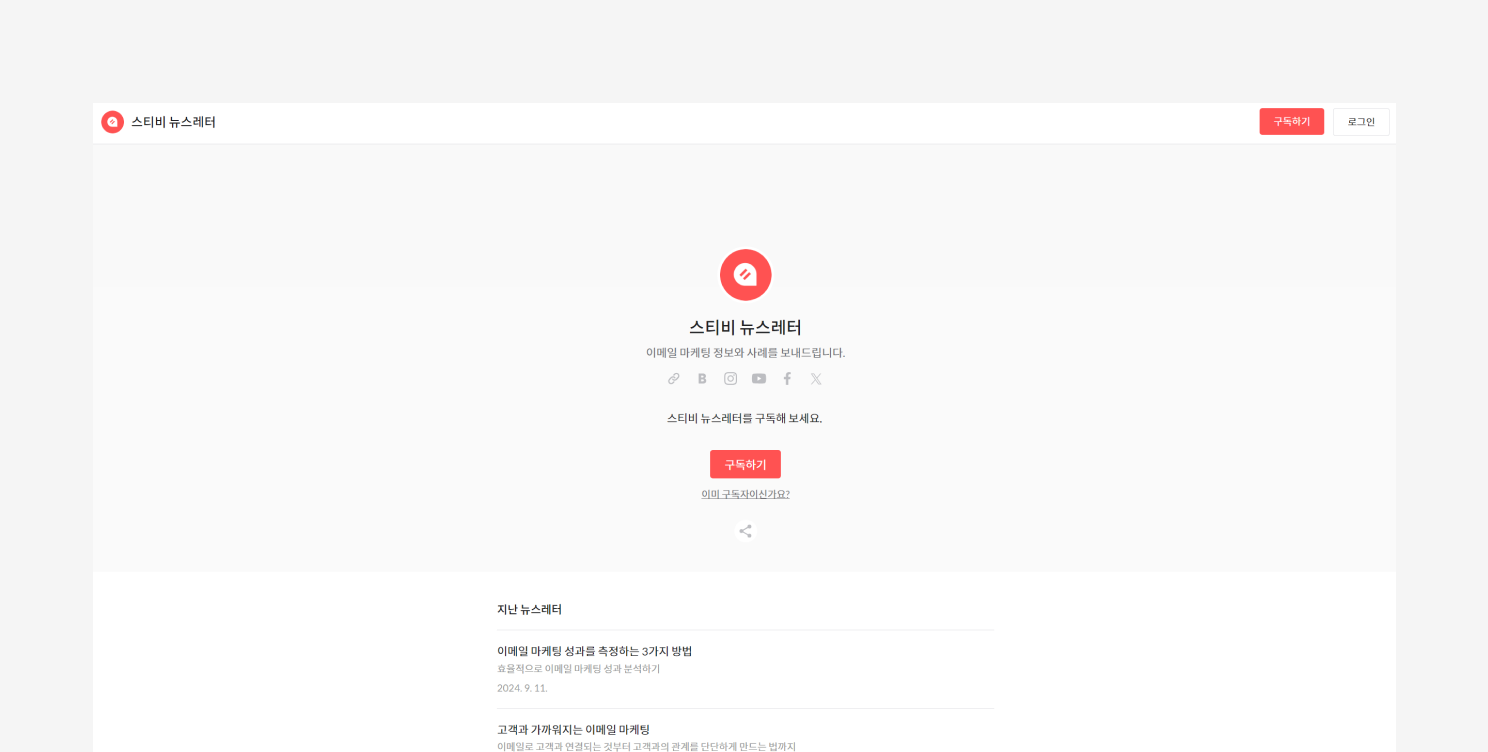 스티비 뉴스레터
구독하기
로그인
스티비 뉴스레터
이메일 마케팅 정보와 사례를 보내드립니다.
스티비 뉴스레터를 구독해 보세요.
구독하기
이미 구독자이신가요?
지난 뉴스레터
이메일 마케팅 성과를 측정하는 3가지 방법
효율적으로 이메일 마케팅 성과 분석하기
2024. 9. 11.
고객과 가까워지는 이메일 마케팅
이메일로 고객과 연결되는 것부터 고객과의 관계를 단단하게 만드는 법까지